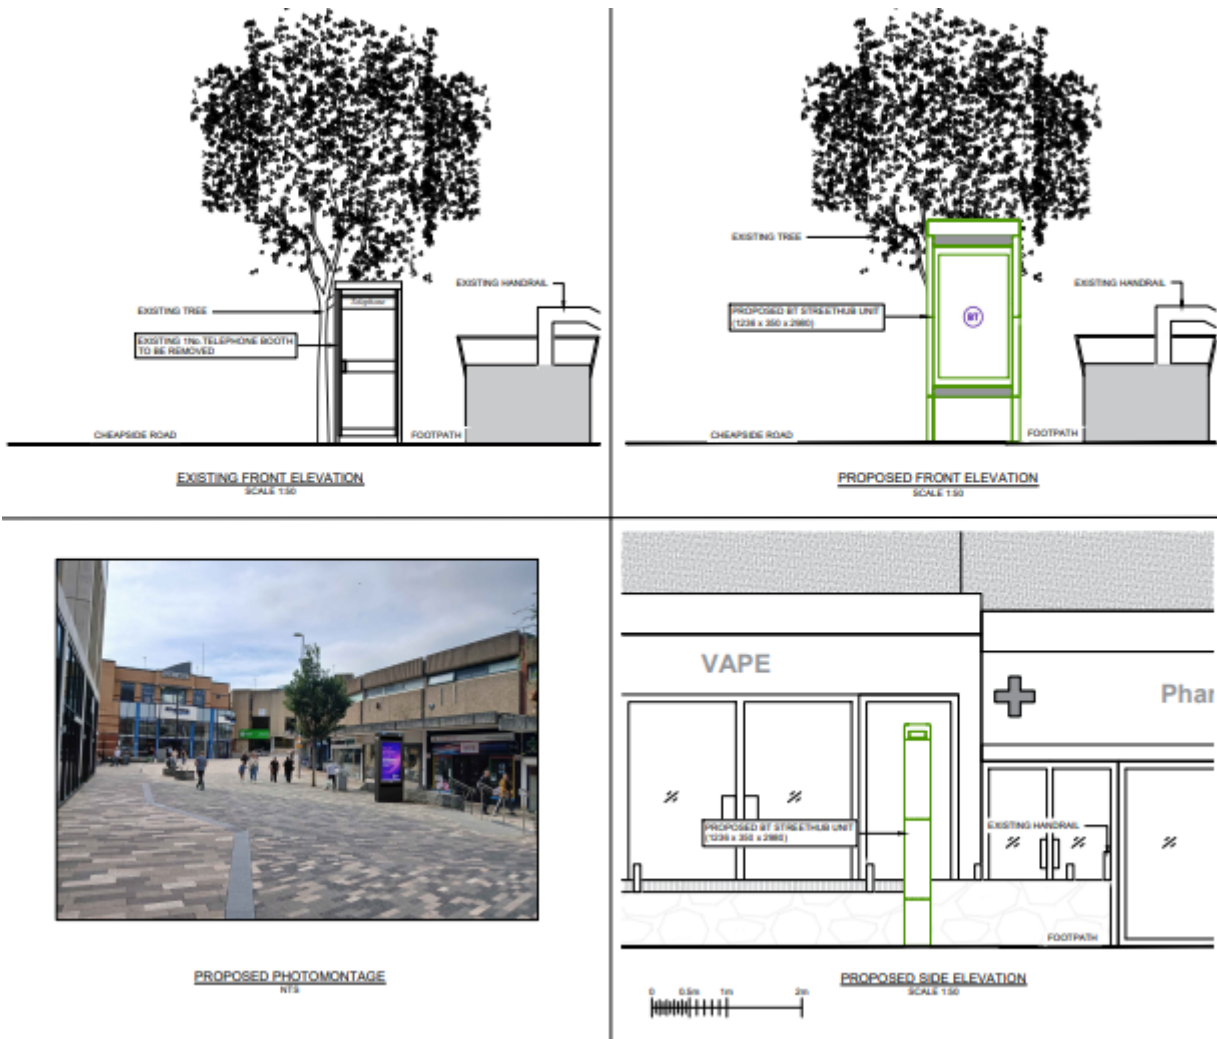 EXISTING TREE
EXISTING 1No. TELEPHONE BOOTH
TO BE REMOVED
Telephone
EXISTING HANDRAIL
CHEAPSIDE ROAD
FOOTPATH
EXISTING FRONT ELEVATION
SCALE 1:50
EXISTING TREE
PROPOSED BT STREETHUB UNIT
(1236 x 350 x 2980)
BT
EXISTING HANDRAIL
CHEAPSIDE ROAD
FOOTPATH
PROPOSED FRONT ELEVATION
SCALE 1:50
PROPOSED PHOTOMONTAGE
NTS
VAPE
Phar
PROPOSED BT STREETHUB UNIT
(1236 x 350 x 2980)
EXISTING HANDRAIL
FOOTPATH
PROPOSED SIDE ELEVATION
SCALE 1:50
0 0.5m 1m 2m